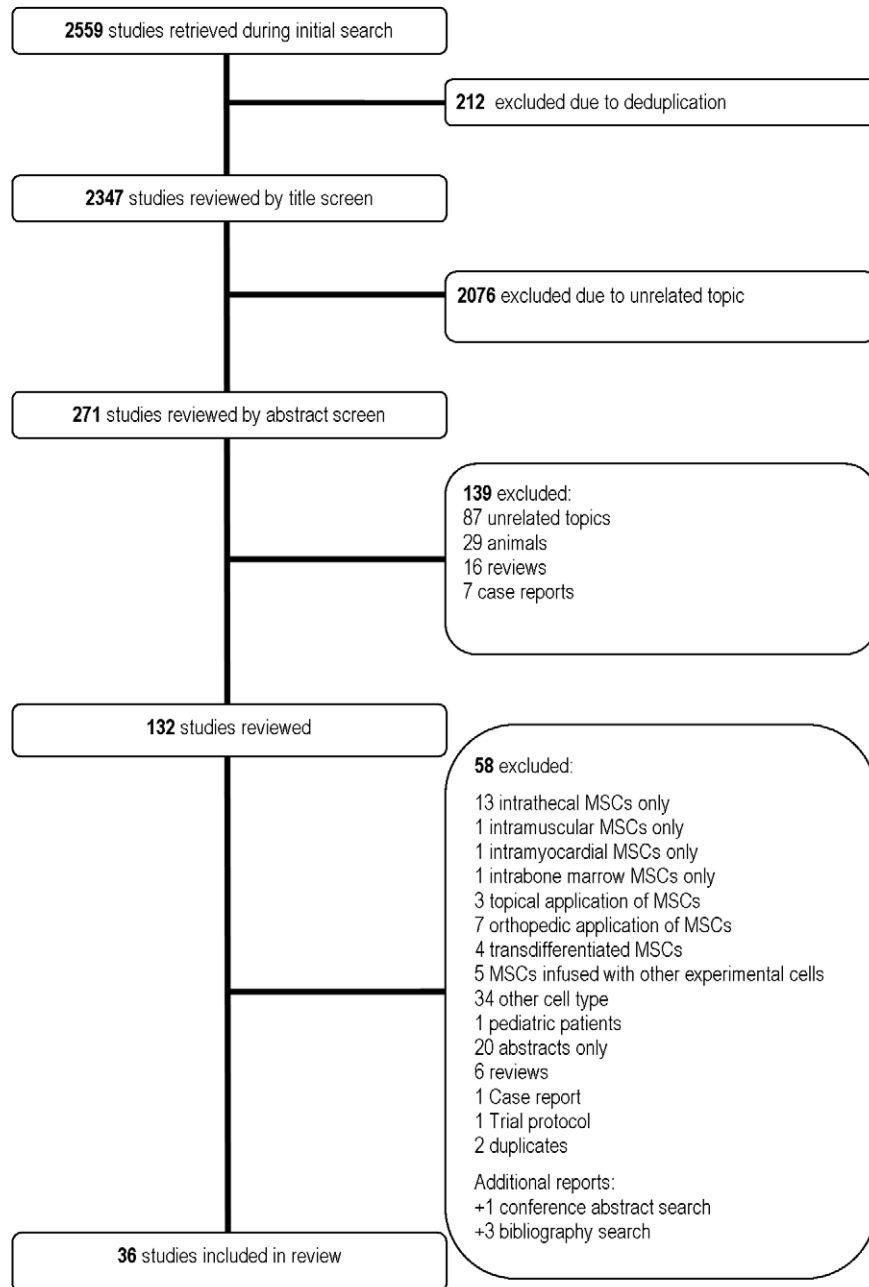 2559 studies retrieved during initial search
212 excluded due to deduplication
2347 studies reviewed by title screen
2076 excluded due to unrelated topic
271 studies reviewed by abstract screen
139 excluded:
87 unrelated topics
29 animals
16 reviews
7 case reports
132 studies reviewed
58 excluded:
13 intrathecal MSCs only
1 intramuscular MSCs only
1 intramyocardial MSCs only
1 intrabone marrow MSCs only
3 topical application of MSCs
7 orthopedic application of MSCs
4 transdifferentiated MSCs
5 MSCs infused with other experimental cells
34 other cell type
1 pediatric patients
20 abstracts only
6 reviews
1 Case report
1 Trial protocol
2 duplicates
Additional reports:
+1 conference abstract search
+3 bibliography search
36 studies included in review